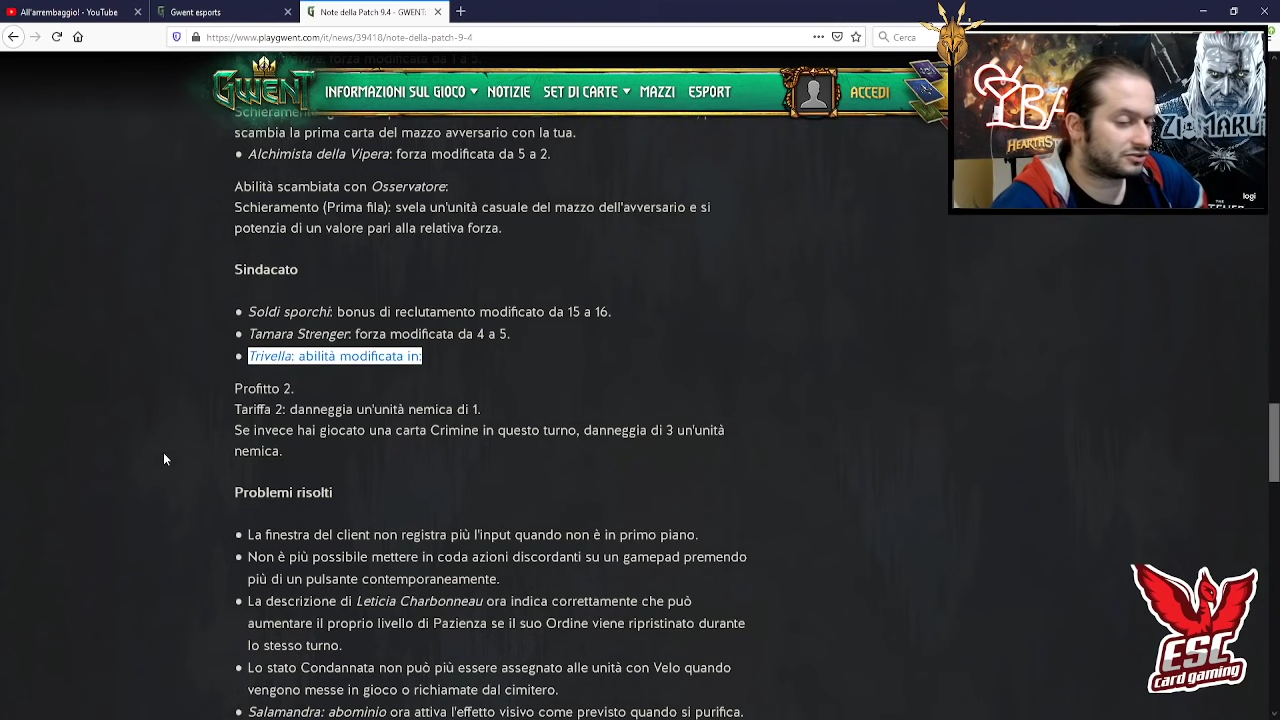 All'arrembaggio! - YouTube
Gwent esports
Note della Patch 9.4 - GWENT:
https://www.playgwent.com/it/news/39418/note-della-patch-9-4
Cerca
forza modificata da 1 a 5.
GWENT
INFORMAZIONI SUL GIOCO
NOTIZIE
SET DI CARTE
MAZZI
ESPORT
ACCEDI
Schieramento
scambia la prima carta del mazzo avversario con la tua.
• Alchimista della Vipera: forza modificata da 5 a 2.
Abilità scambiata con Osservatore:
Schieramento (Prima fila): svela un'unità casuale del mazzo dell'avversario e si
potenzia di un valore pari alla relativa forza.
Sindacato
• Soldi sporchi: bonus di reclutamento modificato da 15 a 16.
• Tamara Strenger: forza modificata da 4 a 5.
• Trivella: abilità modificata in:
Profitto 2.
Tariffa 2: danneggia un'unità nemica di 1.
Se invece hai giocato una carta Crimine in questo turno, danneggia di 3 un'unità
nemica.
Problemi risolti
• La finestra del client non registra più l'input quando non è in primo piano.
• Non è più possibile mettere in coda azioni discordanti su un gamepad premendo
più di un pulsante contemporaneamente.
• La descrizione di Leticia Charbonneau ora indica correttamente che può
aumentare il proprio livello di Pazienza se il suo Ordine viene ripristinato durante
lo stesso turno.
• Lo stato Condannata non può più essere assegnato alle unità con Velo quando
vengono messe in gioco o richiamate dal cimitero.
• Salamandra: abominio ora attiva l'effetto visivo come previsto quando si purifica.
HEARTHST
logi
THE
ESC
card gaming